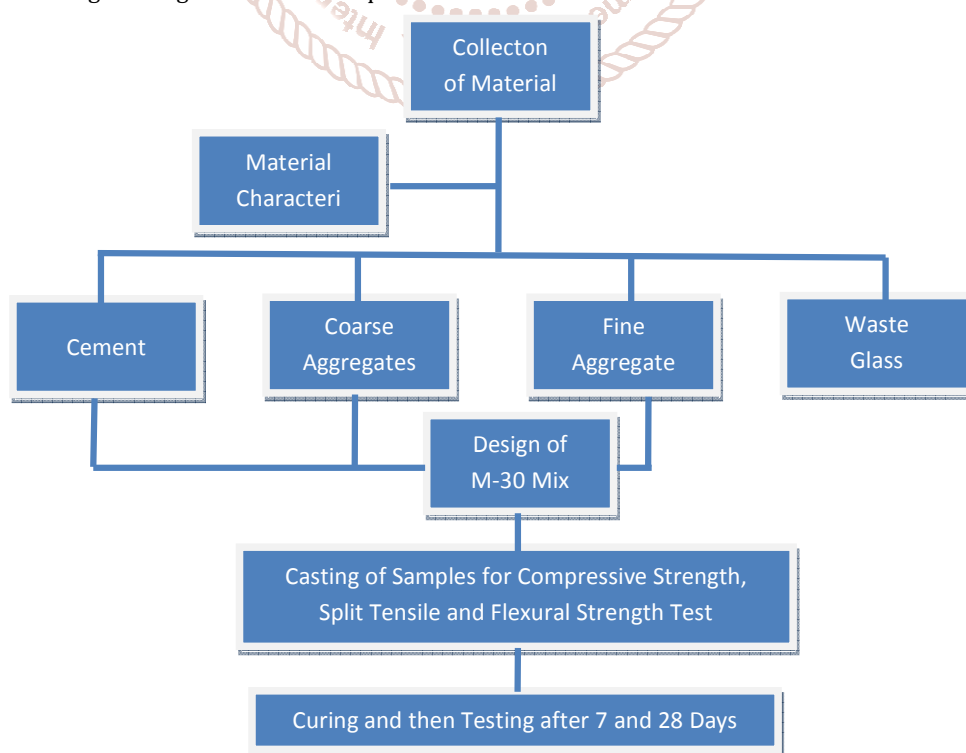 Collecton
of Material
Material
Characteri
Cement
Coarse
Aggregates
Fine
Aggregate
Waste
Glass
Design of
M-30 Mix
Casting of Samples for Compressive Strength,
Split Tensile and Flexural Strength Test
Curing and then Testing after 7 and 28 Days